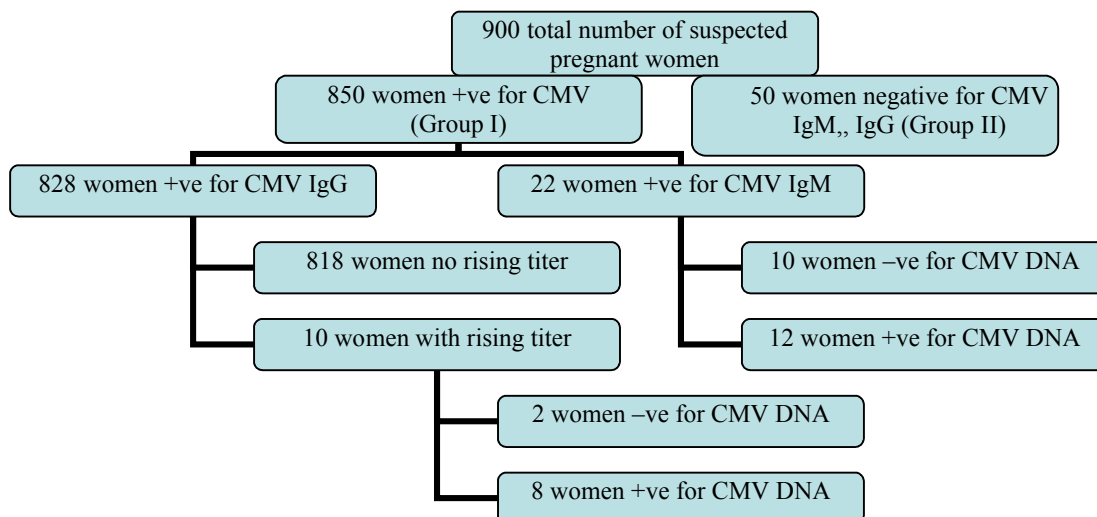 900 total number of suspected
pregnant women
850 women +ve for CMV
(Group I)
50 women negative for CMV
IgM,, IgG (Group II)
828 women +ve for CMV IgG
22 women +ve for CMV IgM
818 women no rising titer
10 women –ve for CMV DNA
10 women with rising titer
12 women +ve for CMV DNA
2 women –ve for CMV DNA
8 women +ve for CMV DNA